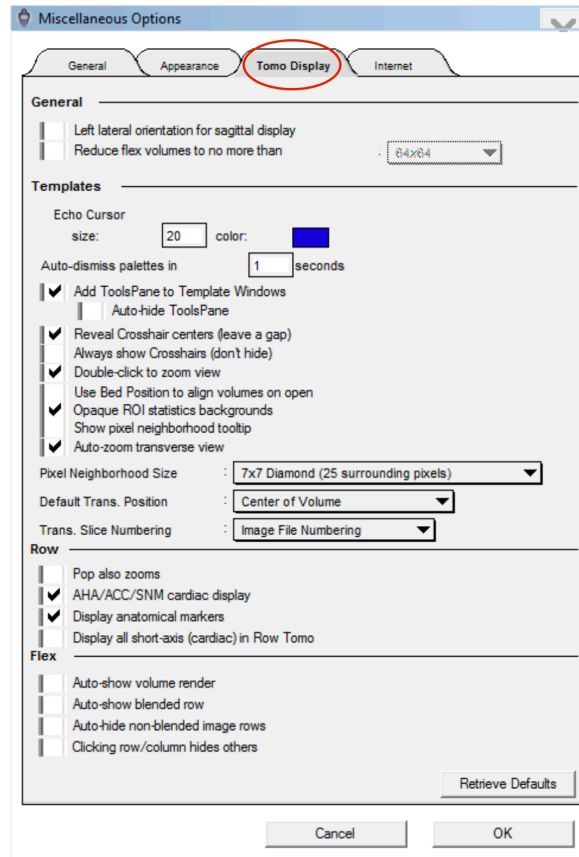 Miscellaneous Options
General Appearance Tomo Display Internet
General
Left lateral orientation for sagittal display
Reduce flex volumes to no more than . 64x64
Templates
Echo Cursor
size: 20 color:
Auto-dismiss palettes in 1 seconds
Add ToolsPane to Template Windows
Auto-hide ToolsPane
Reveal Crosshair centers (leave a gap)
Always show Crosshairs (don't hide)
Double-click to zoom view
Use Bed Position to align volumes on open
Opaque ROI statistics backgrounds
Show pixel neighborhood tooltip
Auto-zoom transverse view
Pixel Neighborhood Size : 7x7 Diamond (25 surrounding pixels)
Default Trans. Position : Center of Volume
Trans. Slice Numbering : Image File Numbering
Row
Pop also zooms
AHA/ACC/SNM cardiac display
Display anatomical markers
Display all short-axis (cardiac) in Row Tomo
Flex
Auto-show volume render
Auto-show blended row
Auto-hide non-blended image rows
Clicking row/column hides others
Retrieve Defaults
Cancel OK